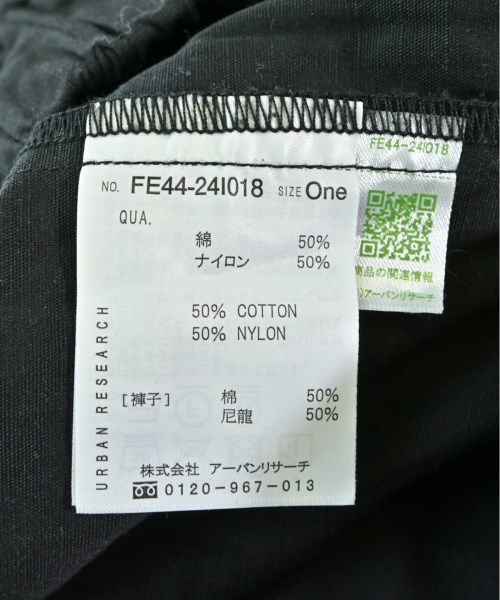 NO. FE44-24I018 SIZE One
QUA.
綿 50%
ナイロン 50%
50% COTTON
50% NYLON
[褲子] 棉 50%
尼龍 50%
URBAN RESEARCH
株式会社 アーバンリサーチ
0120-967-013
FE44-24I018
商品の関連情報
アーバンリサーチ